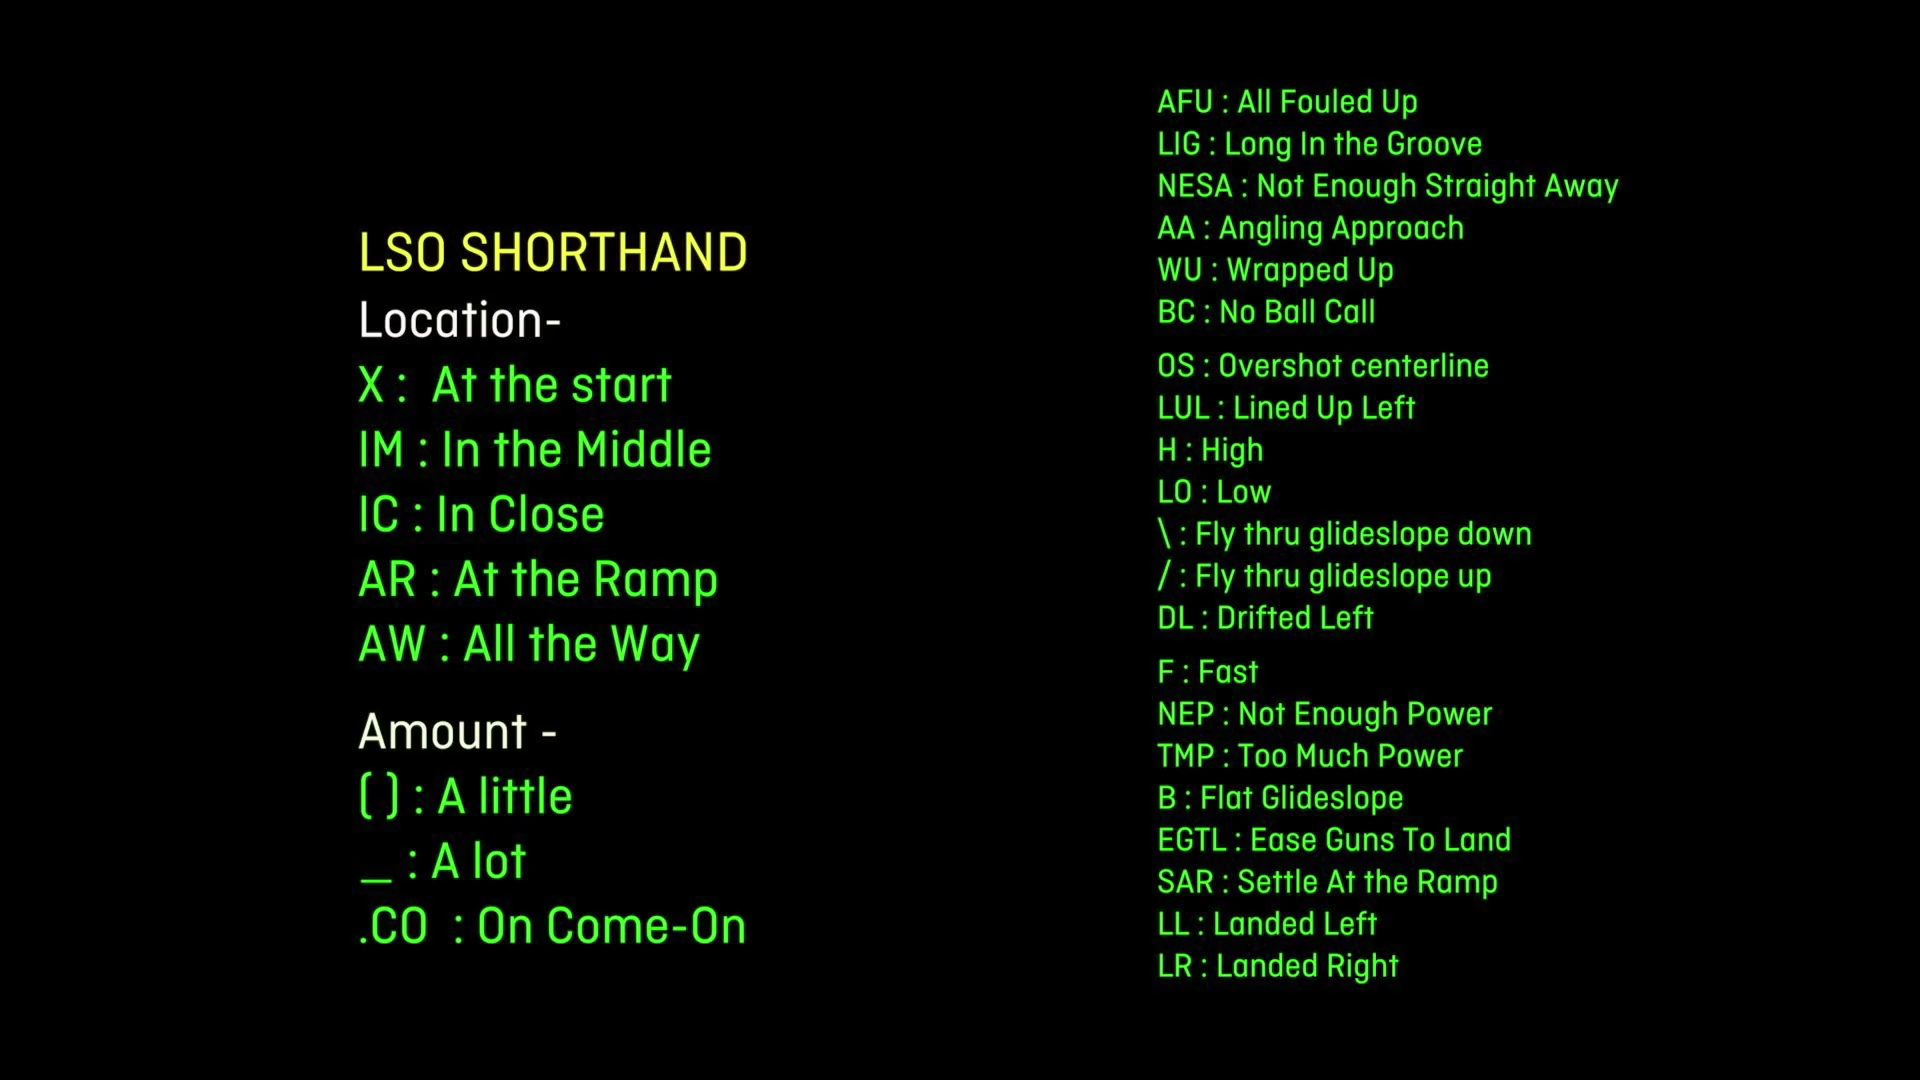 LSO SHORTHAND
Location-
X :  At the start
IM : In the Middle
IC : In Close
AR : At the Ramp
AW : All the Way
Amount -
( ) : A little
_ : A lot
.CO  : On Come-On
AFU : All Fouled Up
LIG : Long In the Groove
NESA : Not Enough Straight Away
AA : Angling Approach
WU : Wrapped Up
BC : No Ball Call
OS : Overshot centerline
LUL : Lined Up Left
H : High
LO : Low
\ : Fly thru glideslope down
/ : Fly thru glideslope up
DL : Drifted Left
F : Fast
NEP : Not Enough Power
TMP : Too Much Power
B : Flat Glideslope
EGTL : Ease Guns To Land
SAR : Settle At the Ramp
LL : Landed Left
LR : Landed Right